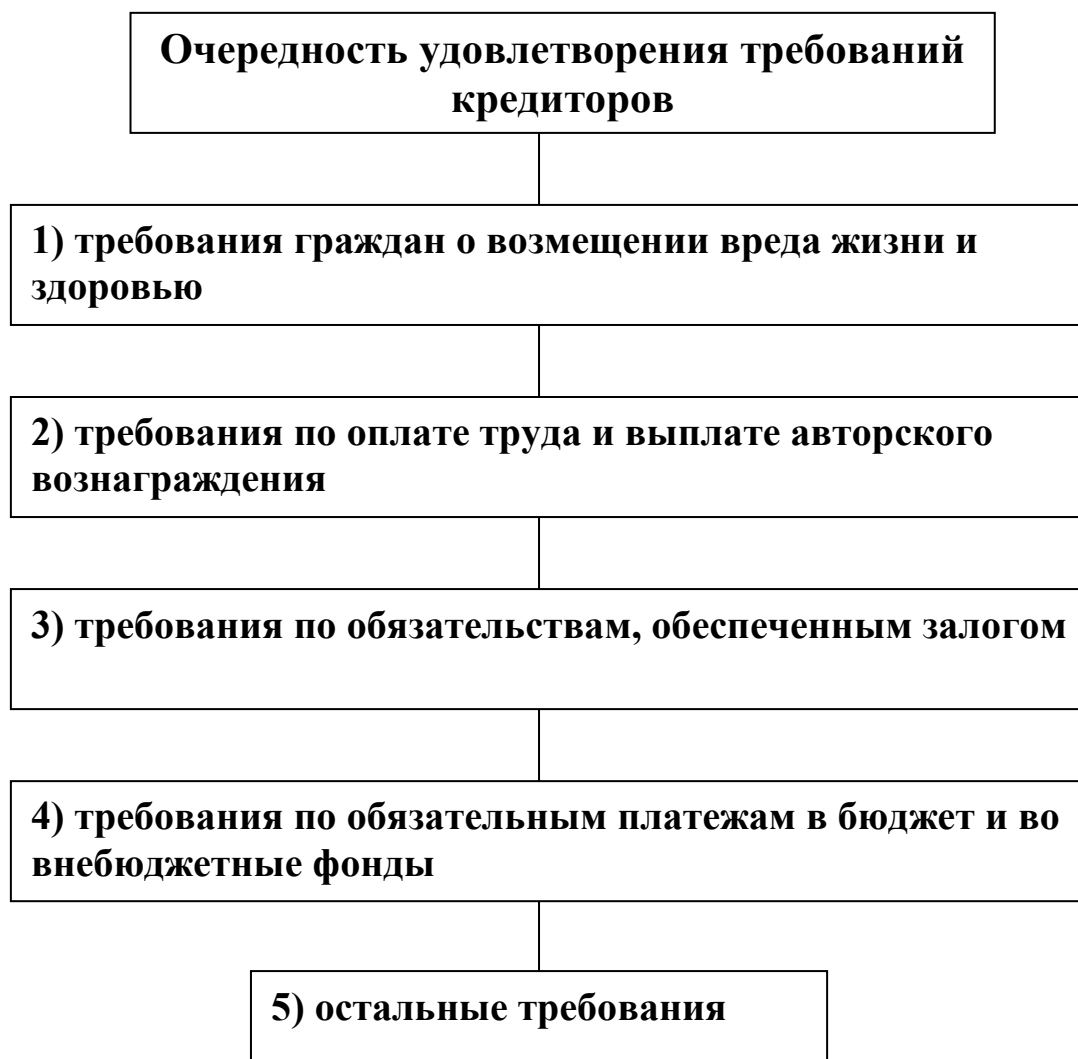 Очередность удовлетворения требований
кредиторов
1) требования граждан о возмещении вреда жизни и
здоровью
2) требования по оплате труда и выплате авторского
вознаграждения
3) требования по обязательствам, обеспеченным залогом
4) требования по обязательным платежам в бюджет и во
внебюджетные фонды
5) остальные требования